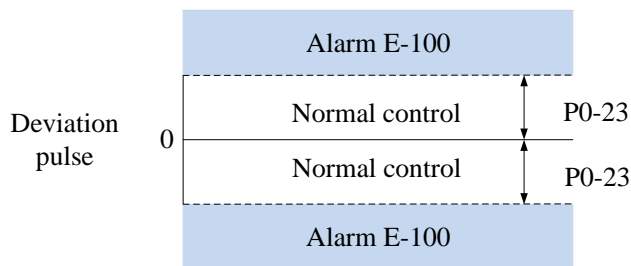 Alarm E-100
Normal control
P0-23
Deviation
pulse
0
Normal control
P0-23
Alarm E-100